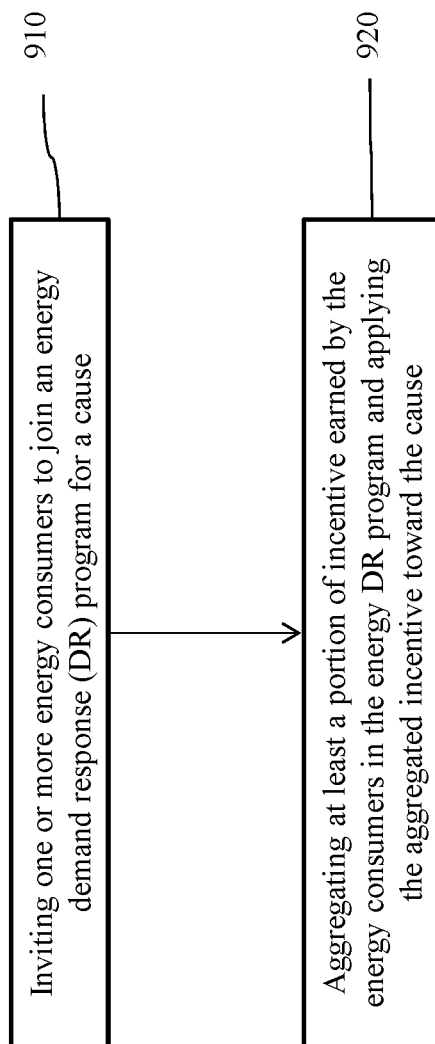 Inviting one or more energy consumers to join an energy
demand response (DR) program for a cause
910
Aggregating at least a portion of incentive earned by the
energy consumers in the energy DR program and applying
the aggregated incentive toward the cause
920